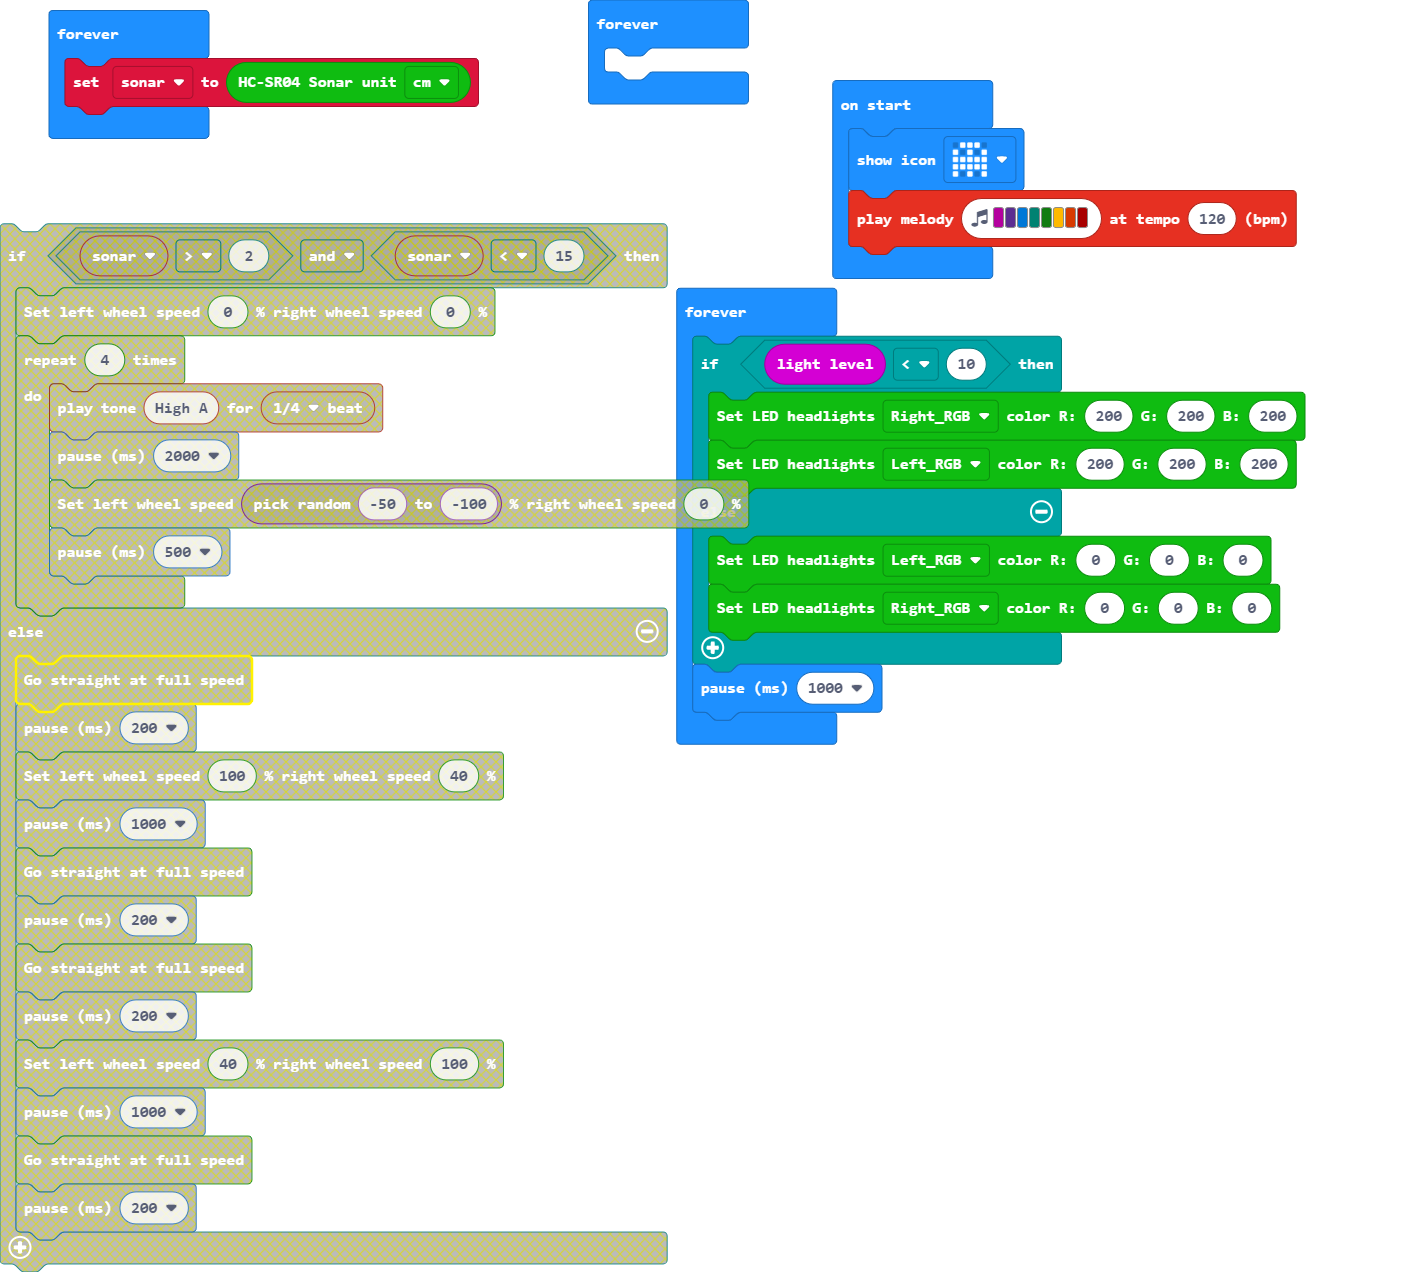 forever
set sonar to HC-SR04 Sonar unit cm
forever
on start
show icon
play melody at tempo 120 (bpm)
if sonar > 2 and sonar < 15 then
Set left wheel speed 0 % right wheel speed 0 %
repeat 4 times
do
play tone High A for 1/4 beat
pause (ms) 2000
Set left wheel speed pick random -50 to -100 % right wheel speed 0 %
pause (ms) 500
else
Go straight at full speed
pause (ms) 200
Set left wheel speed 100 % right wheel speed 40 %
pause (ms) 1000
Go straight at full speed
pause (ms) 200
Go straight at full speed
pause (ms) 200
Set left wheel speed 40 % right wheel speed 100 %
pause (ms) 1000
Go straight at full speed
pause (ms) 200
forever
if light level < 10 then
Set LED headlights Right_RGB color R: 200 G: 200 B: 200
Set LED headlights Left_RGB color R: 200 G: 200 B: 200
Set LED headlights Left_RGB color R: 0 G: 0 B: 0
Set LED headlights Right_RGB color R: 0 G: 0 B: 0
pause (ms) 1000